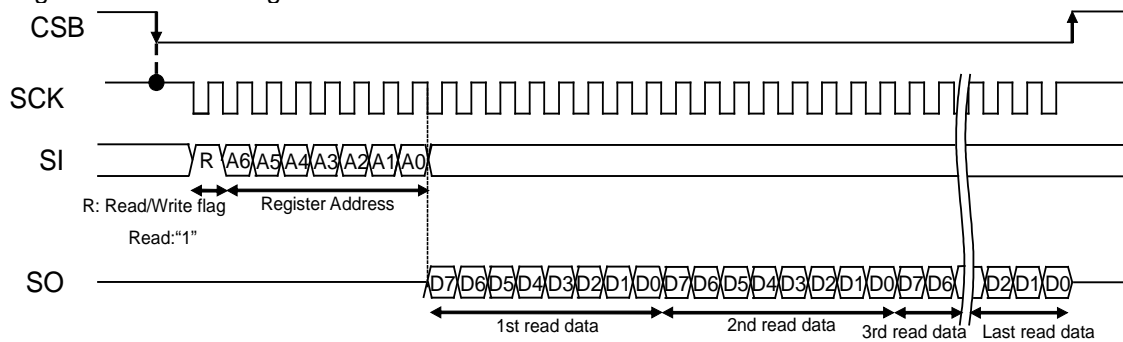 CSB
SCK
SI
R A6 A5 A4 A3 A2 A1 A0
R: Read/Write flag
Register Address
Read:“1”
SO
D7 D6 D5 D4 D3 D2 D1 D0 D7 D6 D5 D4 D3 D2 D1 D0 D7 D6 D2 D1 D0
1st read data
2nd read data
3rd read data
Last read data